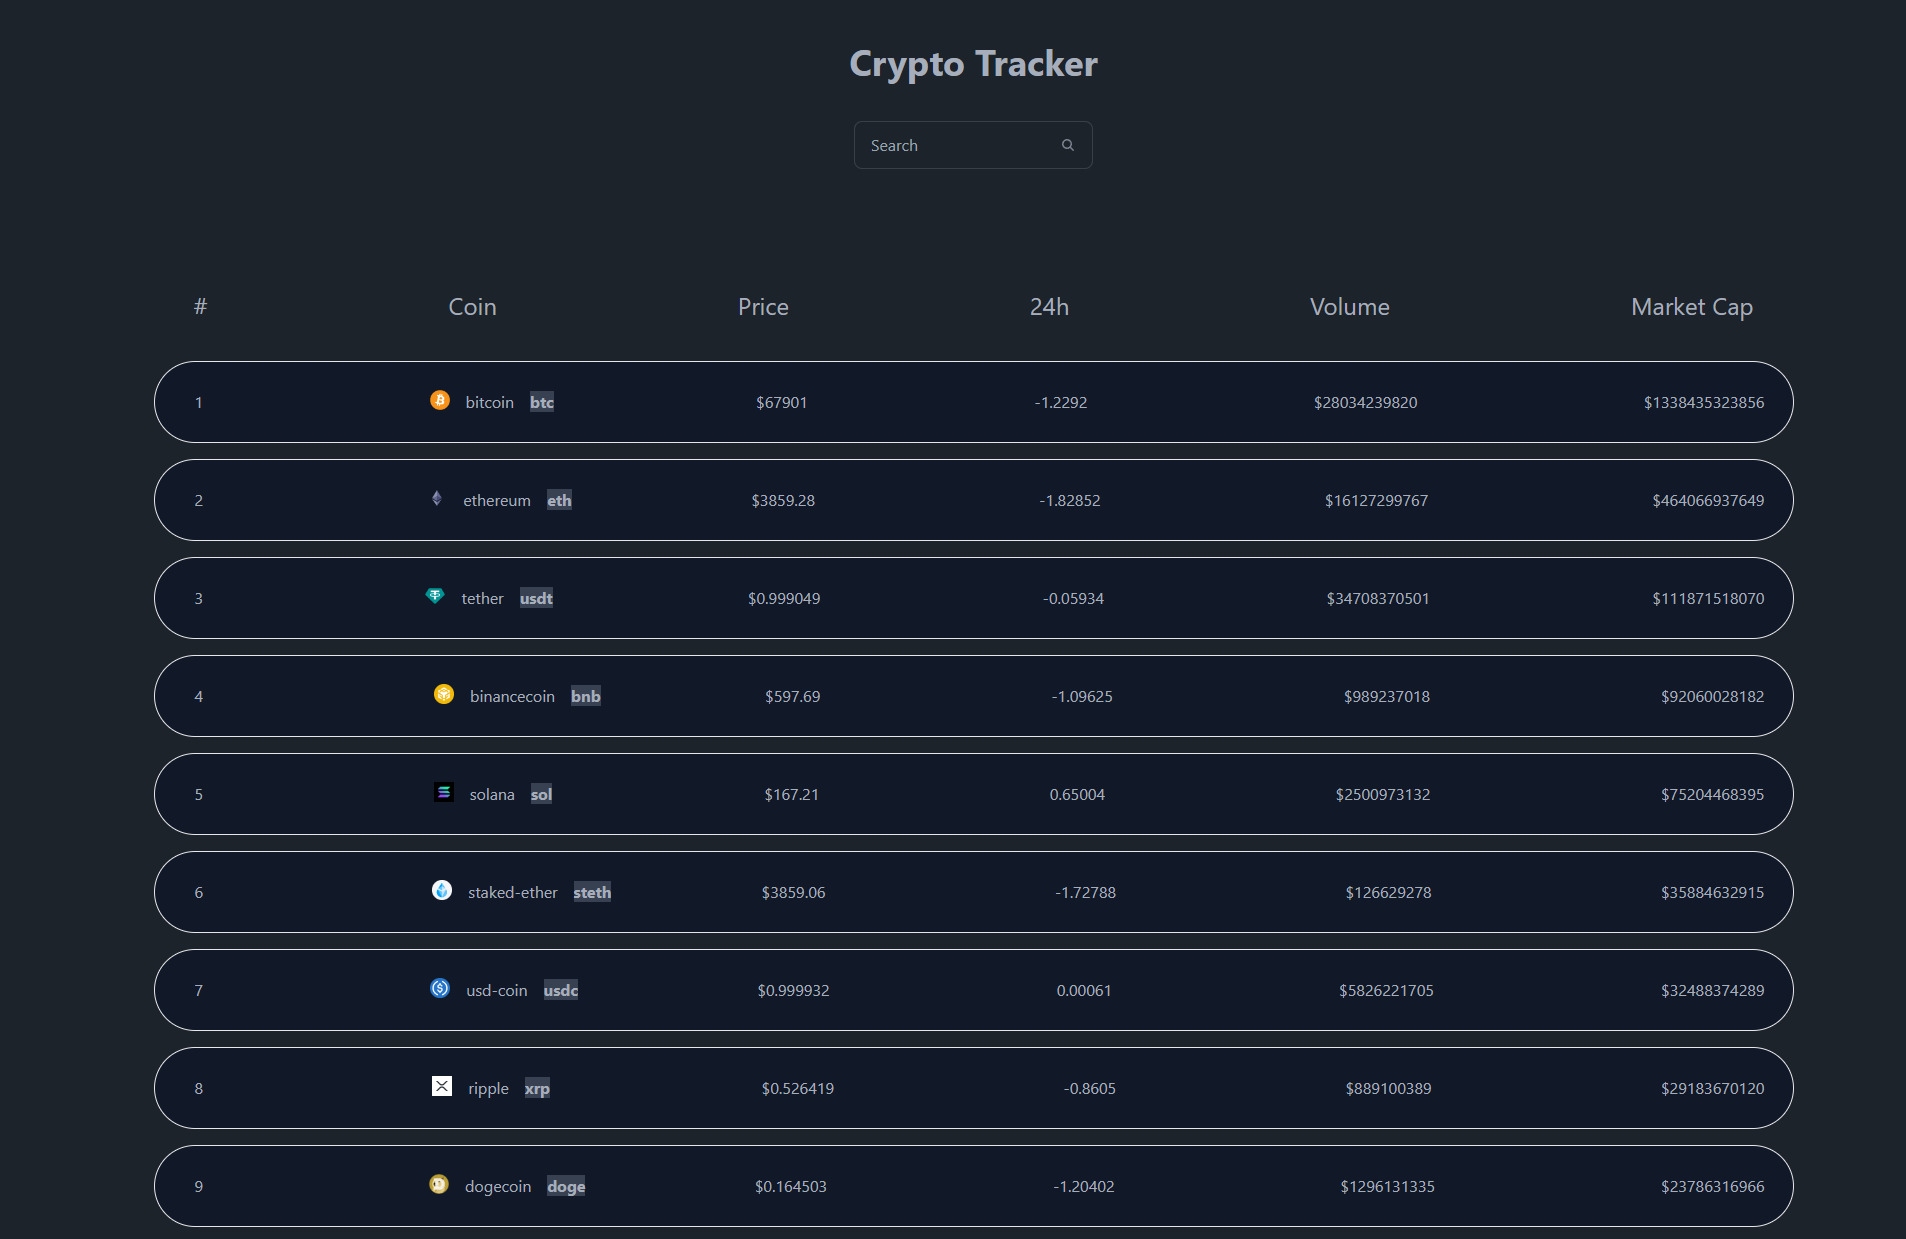 Crypto Tracker
Search
# Coin Price 24h Volume Market Cap
1 bitcoin btc $67901 -1.2292 $28034239820 $1338435323856
2 ethereum eth $3859.28 -1.82852 $16127299767 $464066937649
3 tether usdt $0.999049 -0.05934 $34708370501 $111871518070
4 binancecoin bnb $597.69 -1.09625 $989237018 $92060028182
5 solana sol $167.21 0.65004 $2500973132 $75204468395
6 staked-ether steth $3859.06 -1.72788 $126629278 $35884632915
7 usd-coin usdc $0.999932 0.00061 $5826221705 $32488374289
8 ripple xrp $0.526419 -0.8605 $889100389 $29183670120
9 dogecoin doge $0.164503 -1.20402 $1296131335 $23786316966